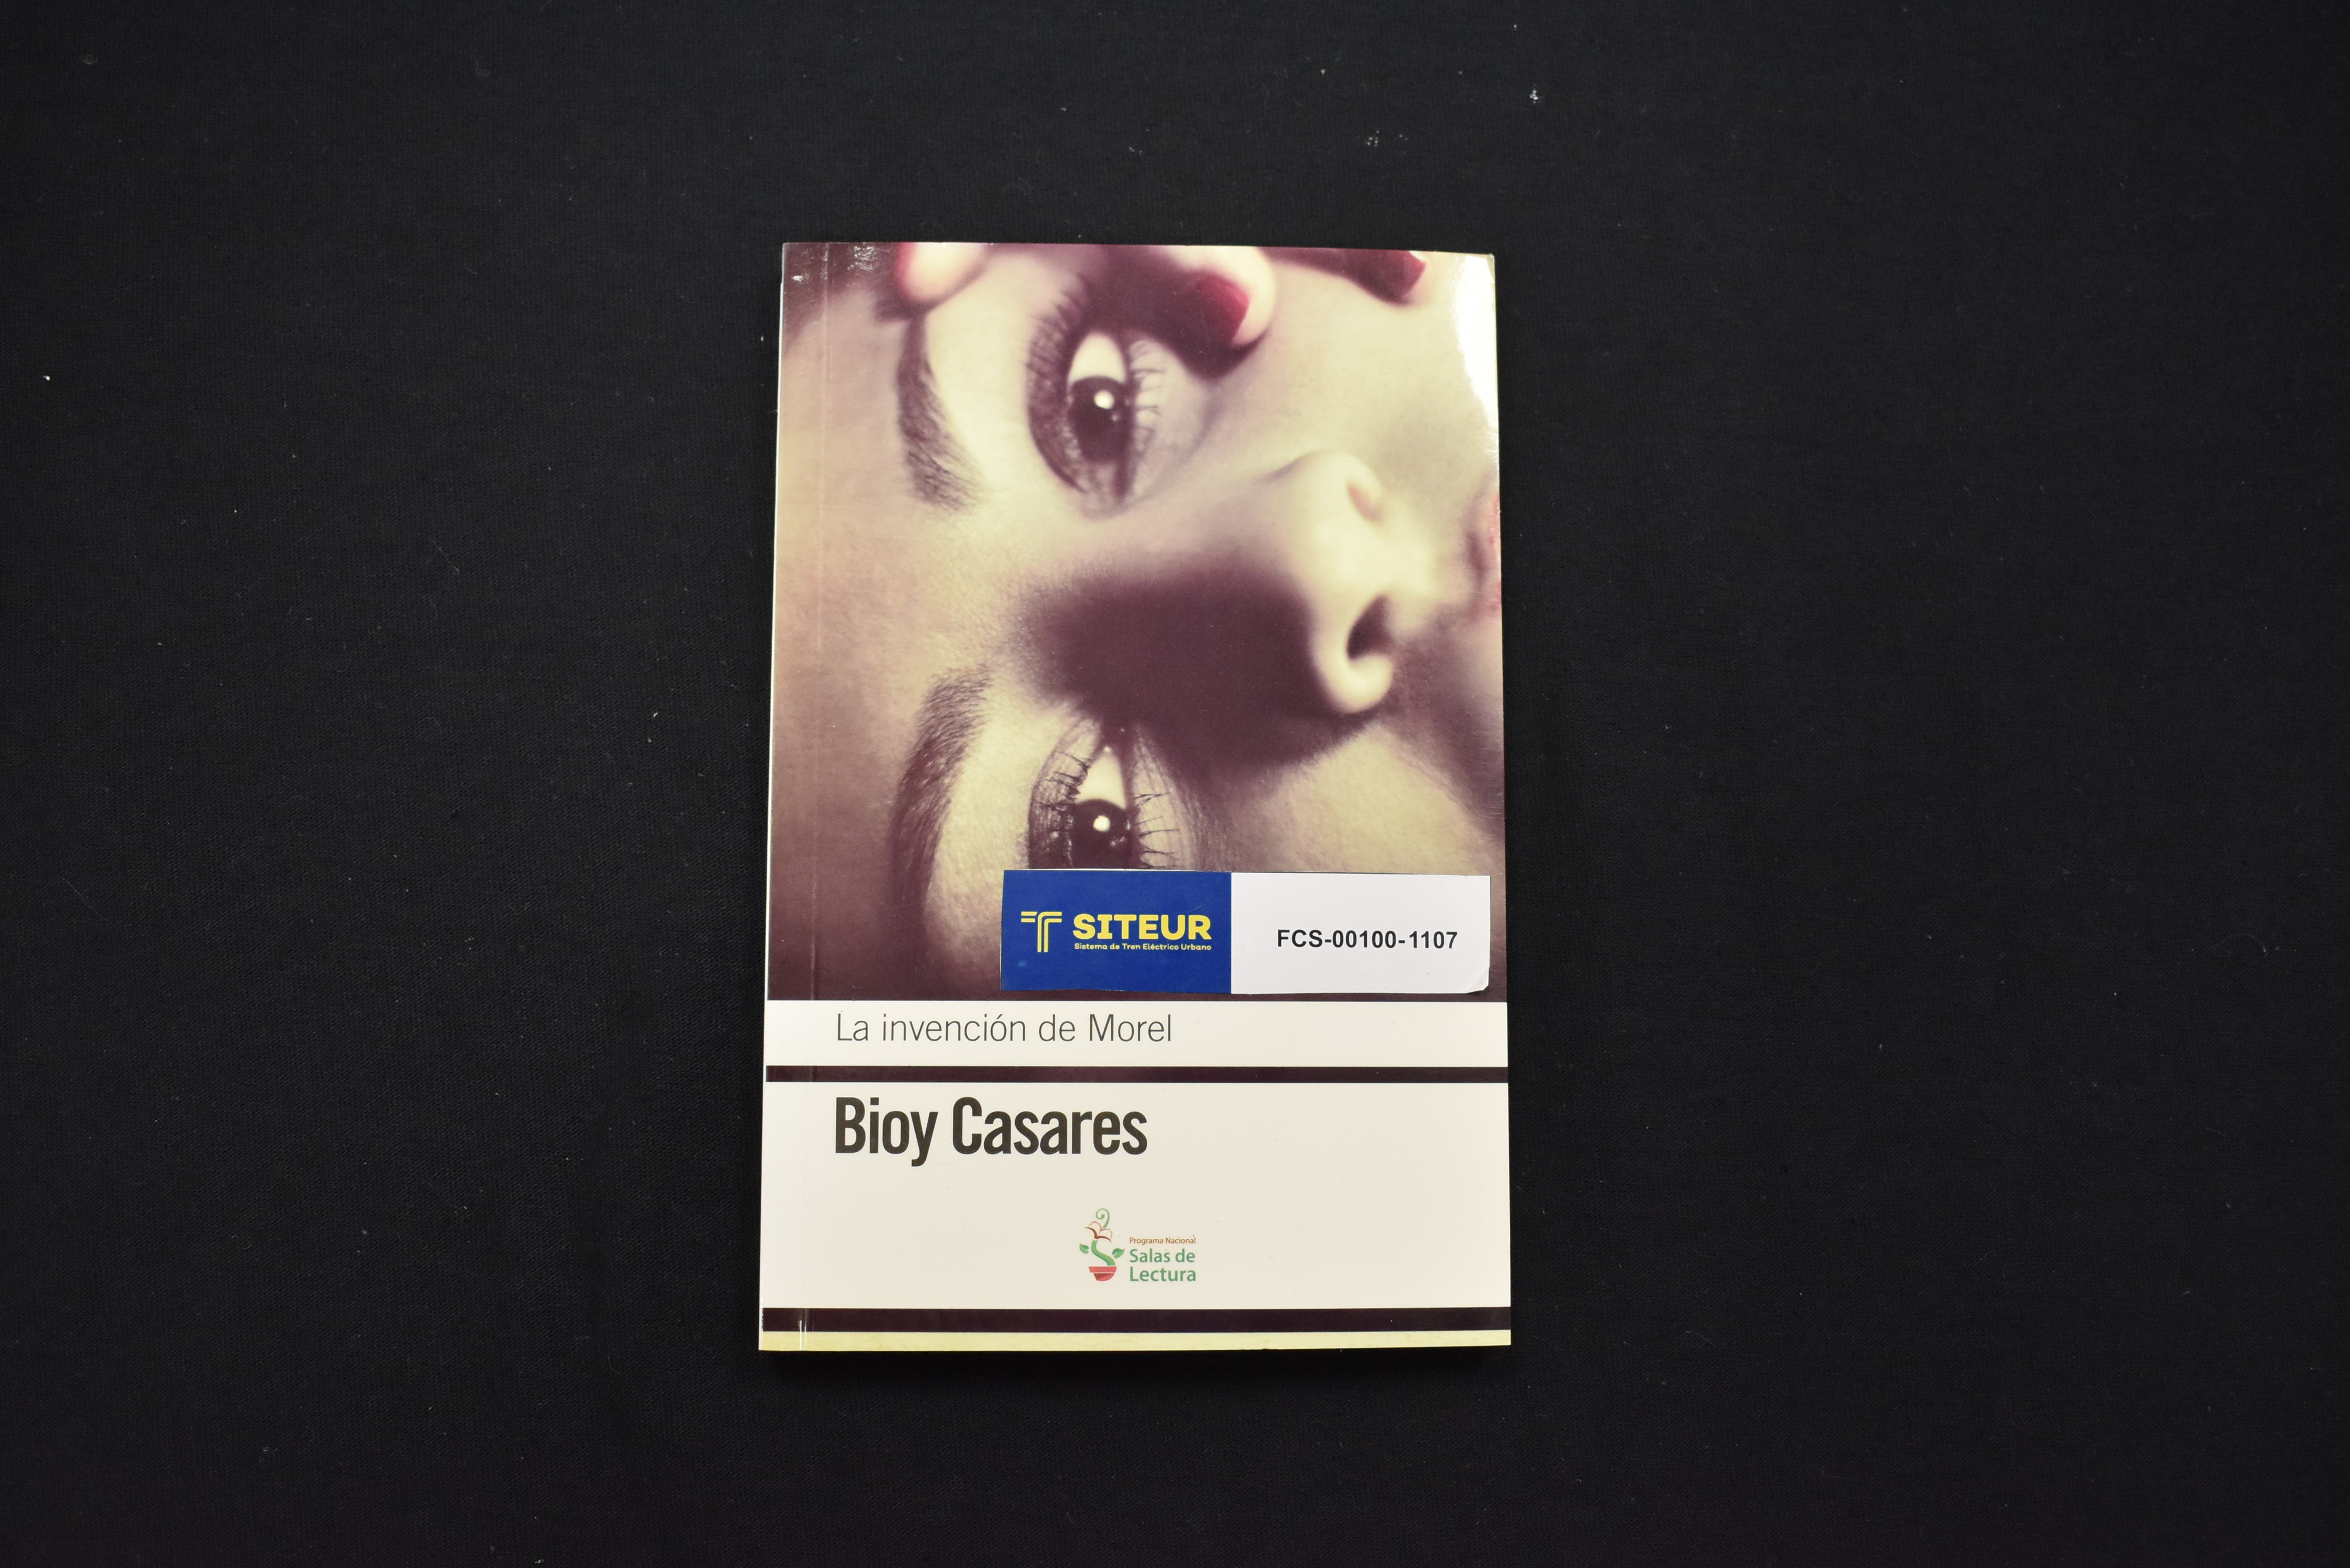 SITEUR
Sistema de Tren Eléctrico Urbano
FCS-00100-1107
La invención de Morel
Bioy Casares
Programa Nacional
Salas de
Lectura